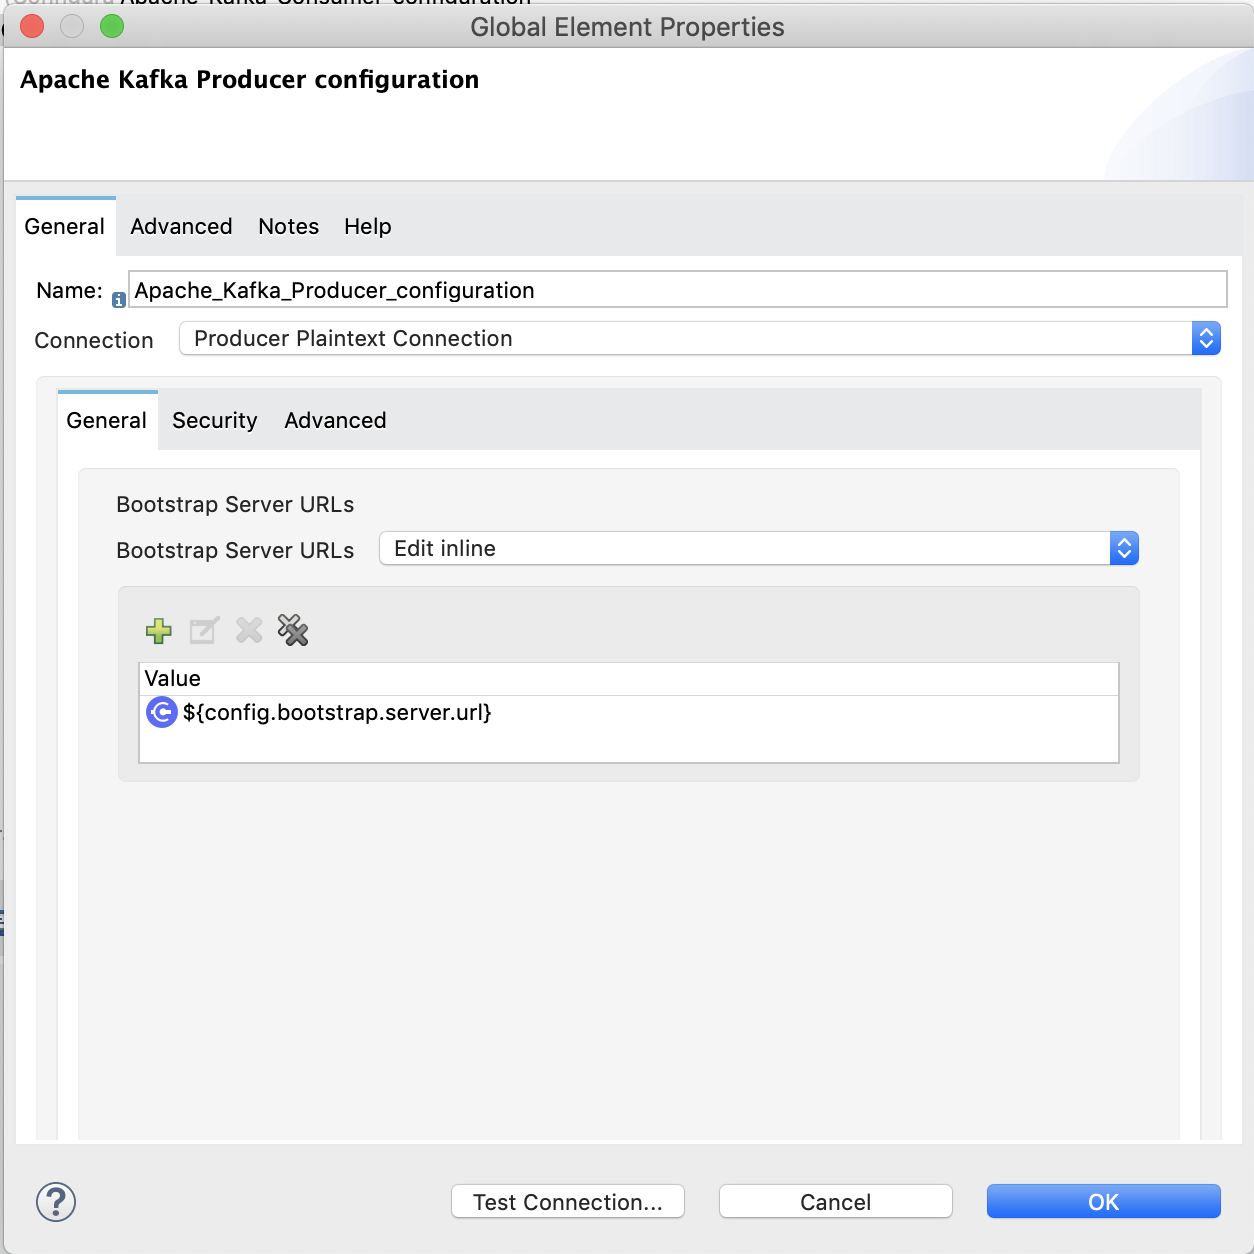 Global Element Properties
Apache Kafka Producer configuration
General Advanced Notes Help
Name: Apache_Kafka_Producer_configuration
Connection Producer Plaintext Connection
General Security Advanced
Bootstrap Server URLs
Bootstrap Server URLs Edit inline
Value
${config.bootstrap.server.url}
? Test Connection... Cancel OK